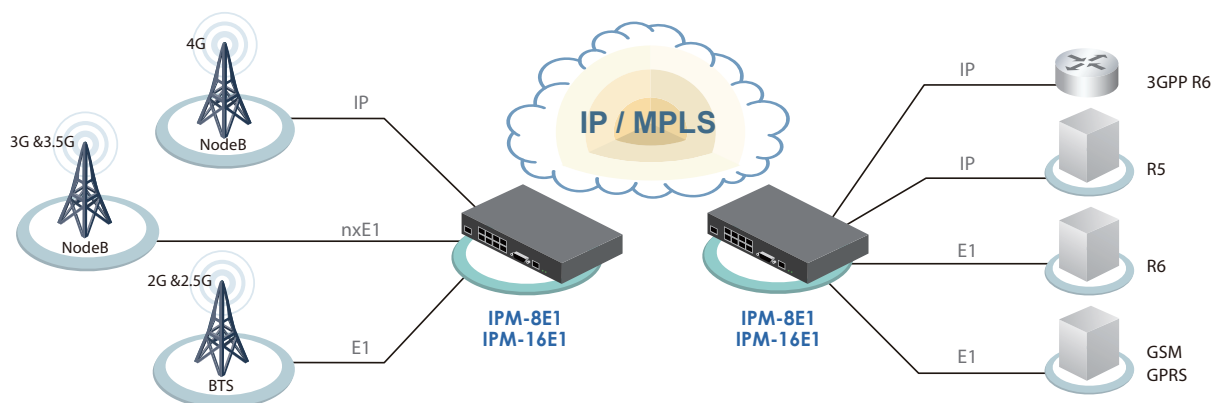 4G
NodeB
IP
3G &3.5G
NodeB
nxE1
2G &2.5G
BTS
E1
IP / MPLS
IPM-8E1
IPM-16E1
IPM-8E1
IPM-16E1
IP
3GPP R6
IP
R5
E1
R6
E1
GSM
GPRS